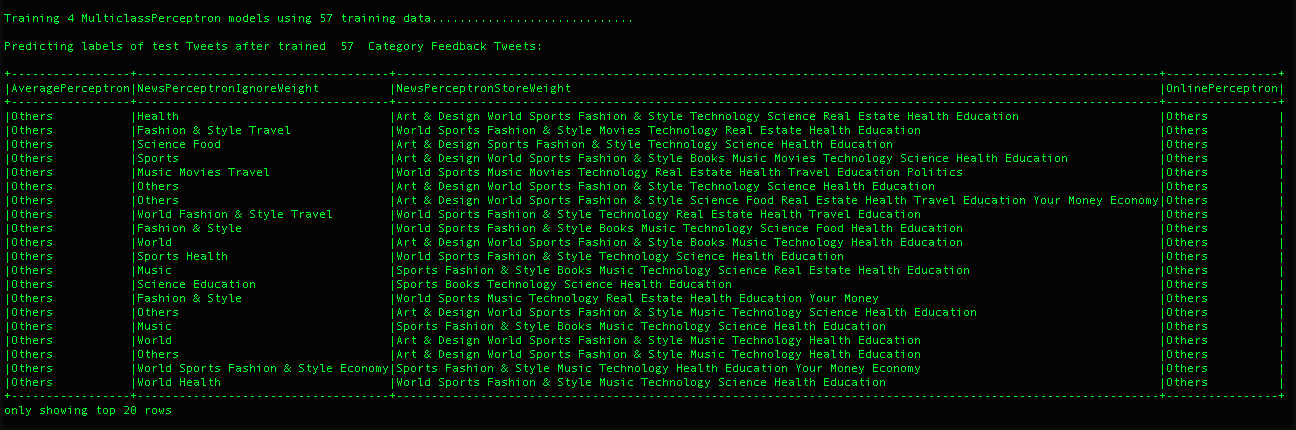 Training 4 MulticlassPerceptron models using 57 training data.............................
Predicting labels of test Tweets after trained  57  Category Feedback Tweets:
+-----------------+------------------------------------+-------------------------------------------------------------------------------------------------------------+----------------+
|AveragePerceptron|NewsPerceptronIgnoreWeight          |NewsPerceptronStoreWeight                                                                                    |OnlinePerceptron|
+-----------------+------------------------------------+-------------------------------------------------------------------------------------------------------------+----------------+
|Others           |Health                              |Art & Design World Sports Fashion & Style Technology Science Real Estate Health Education                    |Others          |
|Others           |Fashion & Style Travel              |World Sports Fashion & Style Movies Technology Real Estate Health Education                                  |Others          |
|Others           |Science Food                        |Art & Design Sports Fashion & Style Technology Science Health Education                                      |Others          |
|Others           |Sports                              |Art & Design World Sports Fashion & Style Books Music Movies Technology Science Health Education             |Others          |
|Others           |Music Movies Travel                 |World Sports Music Movies Technology Real Estate Health Travel Education Politics                            |Others          |
|Others           |Others                              |Art & Design World Sports Fashion & Style Technology Science Health Education                                |Others          |
|Others           |Others                              |Art & Design World Sports Fashion & Style Science Food Real Estate Health Travel Education Your Money Economy|Others          |
|Others           |World Fashion & Style Travel        |World Sports Fashion & Style Technology Real Estate Health Travel Education                                  |Others          |
|Others           |Fashion & Style                     |World Sports Fashion & Style Books Music Technology Science Food Health Education                            |Others          |
|Others           |World                               |Art & Design World Sports Fashion & Style Books Music Technology Health Education                            |Others          |
|Others           |Sports Health                       |World Sports Fashion & Style Technology Science Health Education                                             |Others          |
|Others           |Music                               |Sports Fashion & Style Books Music Technology Science Real Estate Health Education                           |Others          |
|Others           |Science Education                   |Sports Books Technology Science Health Education                                                             |Others          |
|Others           |Fashion & Style                     |World Sports Music Technology Real Estate Health Education Your Money                                        |Others          |
|Others           |Others                              |Art & Design World Sports Fashion & Style Music Technology Science Health Education                          |Others          |
|Others           |Music                               |Sports Fashion & Style Books Music Technology Science Health Education                                       |Others          |
|Others           |World                               |Art & Design World Sports Fashion & Style Music Technology Health Education                                  |Others          |
|Others           |Others                              |Art & Design World Sports Fashion & Style Music Technology Health Education                                  |Others          |
|Others           |World Sports Fashion & Style Economy|Sports Fashion & Style Music Technology Health Education Your Money Economy                                  |Others          |
|Others           |World Health                        |World Sports Fashion & Style Music Technology Science Health Education                                       |Others          |
+-----------------+------------------------------------+-------------------------------------------------------------------------------------------------------------+----------------+
only showing top 20 rows